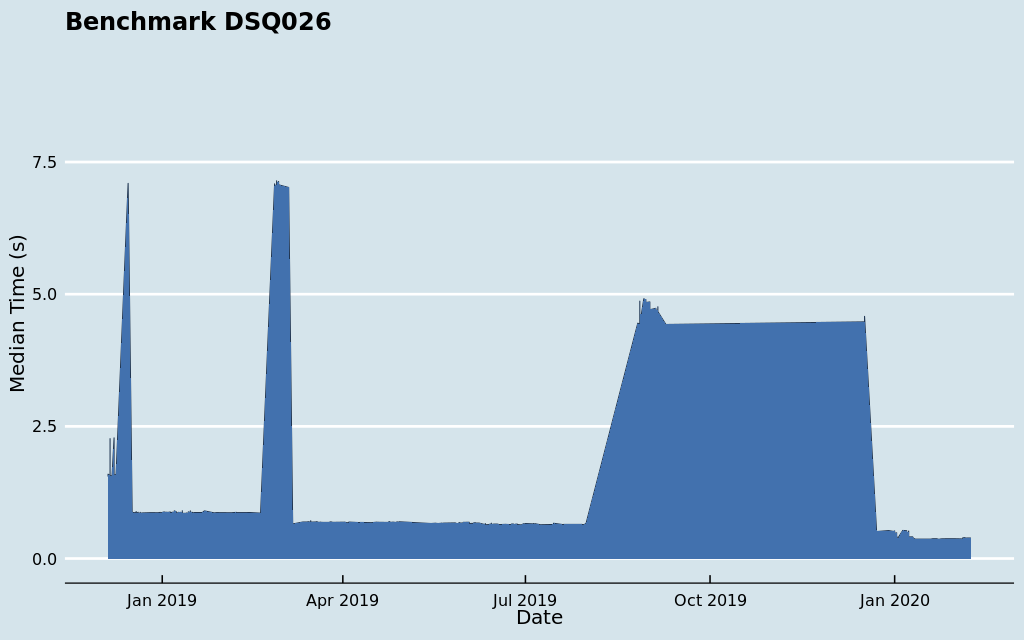 Benchmark DSQ026
Median Time (s)
7.5
5.0
2.5
0.0
Jan 2019
Apr 2019
Jul 2019
Oct 2019
Jan 2020
Date